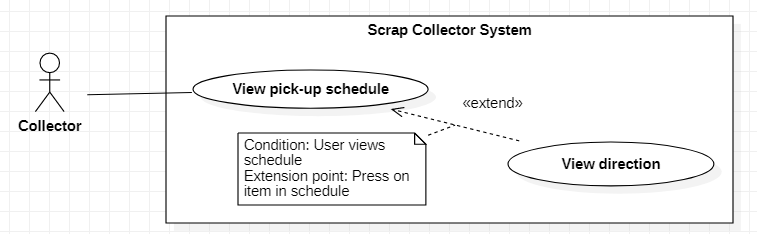 Scrap Collector System
View pick-up schedule
«extend»
Collector
Condition: User views
schedule
Extension point: Press on
item in schedule
View direction